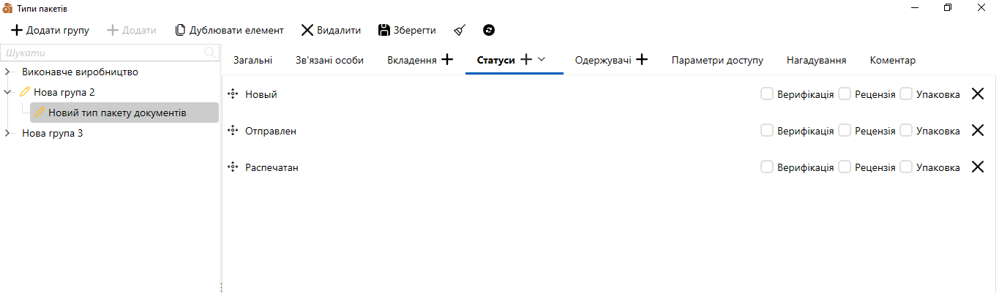 Типи пакетів
Додати групу Додати Дублювати елемент Видалити Зберегти
Шукати
Загальні Зв'язані особи Вкладення Статуси Одержувачі Параметри доступу Нагадування Коментар
Виконавче виробництво
Нова група 2
Новий тип пакету документів
Нова група 3
Новый Верифікація Рецензія Упаковка
Отправлен Верифікація Рецензія Упаковка
Распечатан Верифікація Рецензія Упаковка